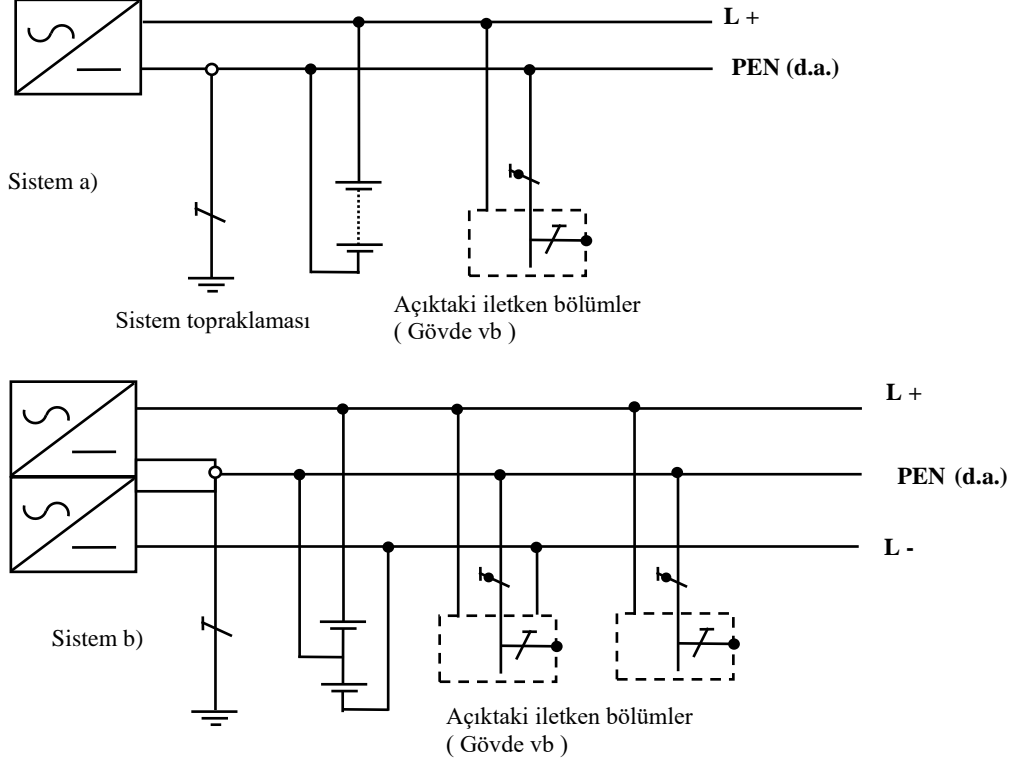 L +
PEN (d.a.)
Sistem a)
Açıktaki iletken bölümler
( Gövde vb )
Sistem topraklaması
L +
PEN (d.a.)
L -
Sistem b)
Açıktaki iletken bölümler
( Gövde vb )